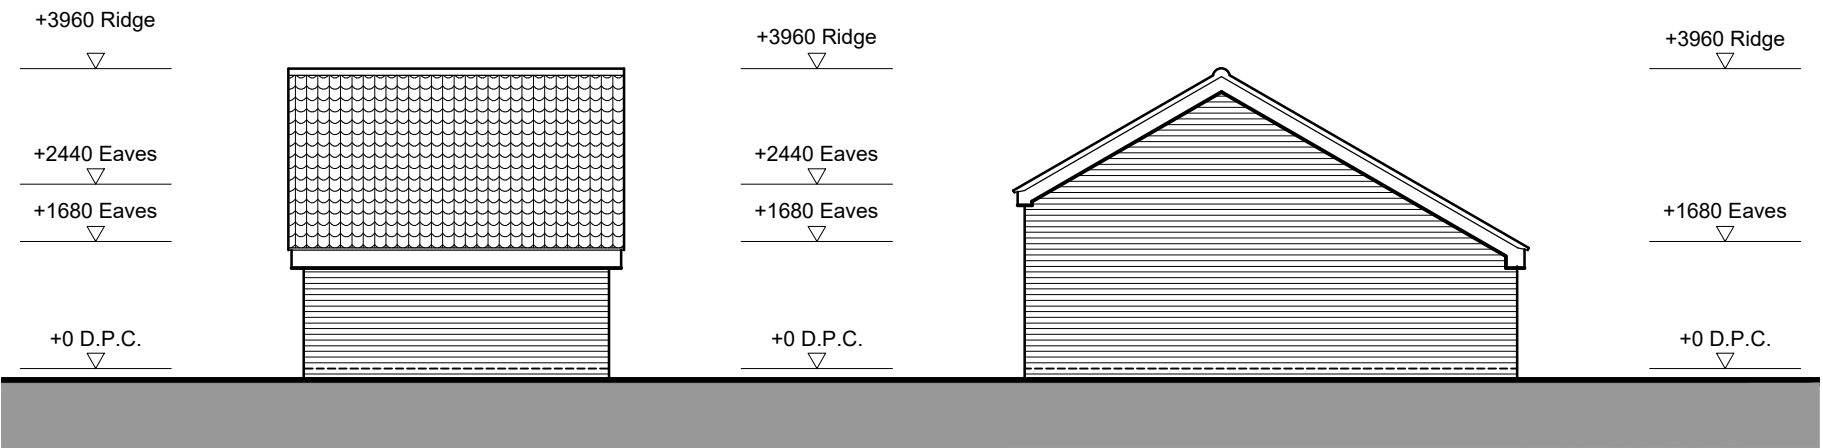 +3960 Ridge
+2440 Eaves
+1680 Eaves
+0 D.P.C.
+3960 Ridge
+2440 Eaves
+1680 Eaves
+0 D.P.C.
+3960 Ridge
+1680 Eaves
+0 D.P.C.